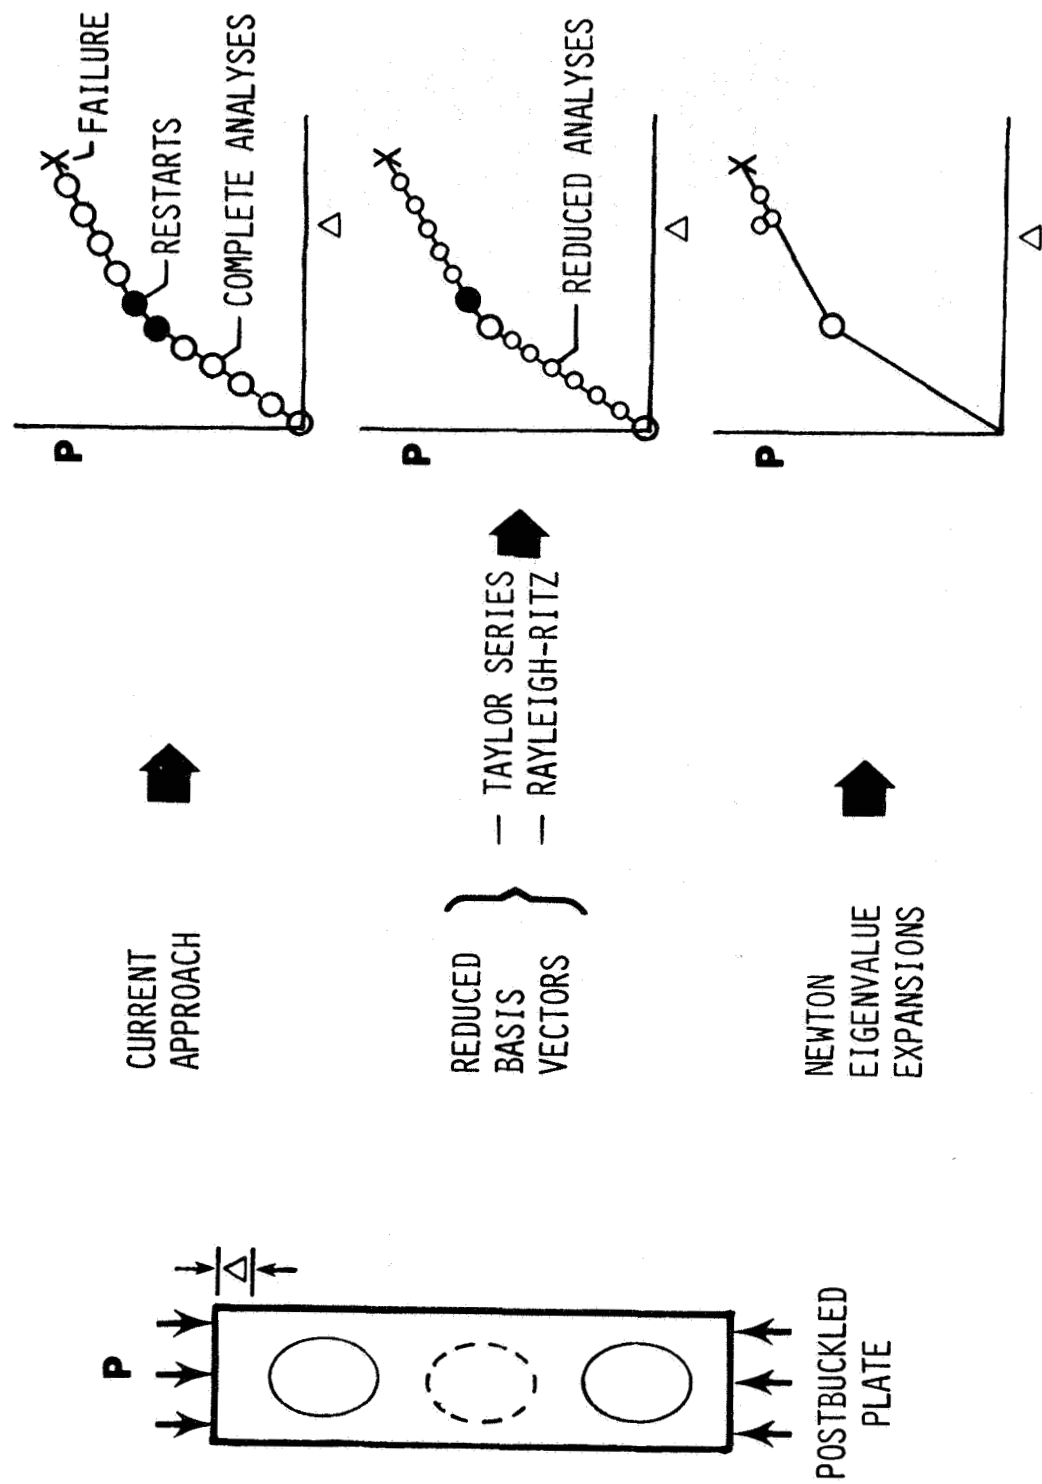 P
Δ
POSTBUCKLED
PLATE
CURRENT
APPROACH
P
FAILURE
RESTARTS
COMPLETE ANALYSES
Δ
REDUCED
BASIS
VECTORS
— TAYLOR SERIES
— RAYLEIGH-RITZ
P
REDUCED ANALYSES
Δ
NEWTON
EIGENVALUE
EXPANSIONS
P
Δ